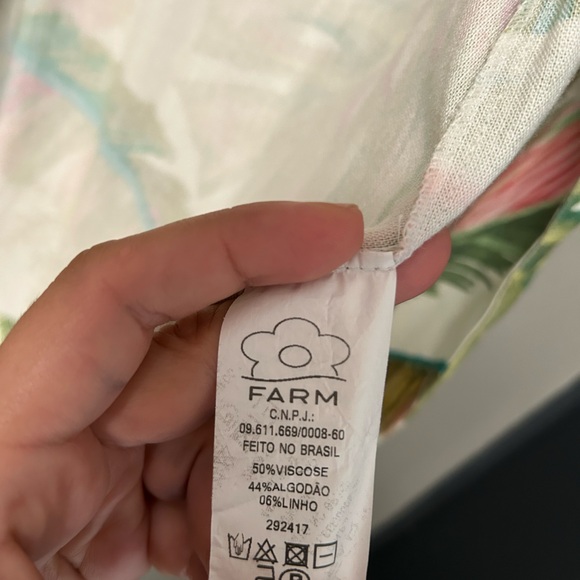 FARM
C.N.P.J.:
09.611.669/0008-60
FEITO NO BRASIL
50%VISCOSE
44%ALGODÃO
06%LINHO
292417